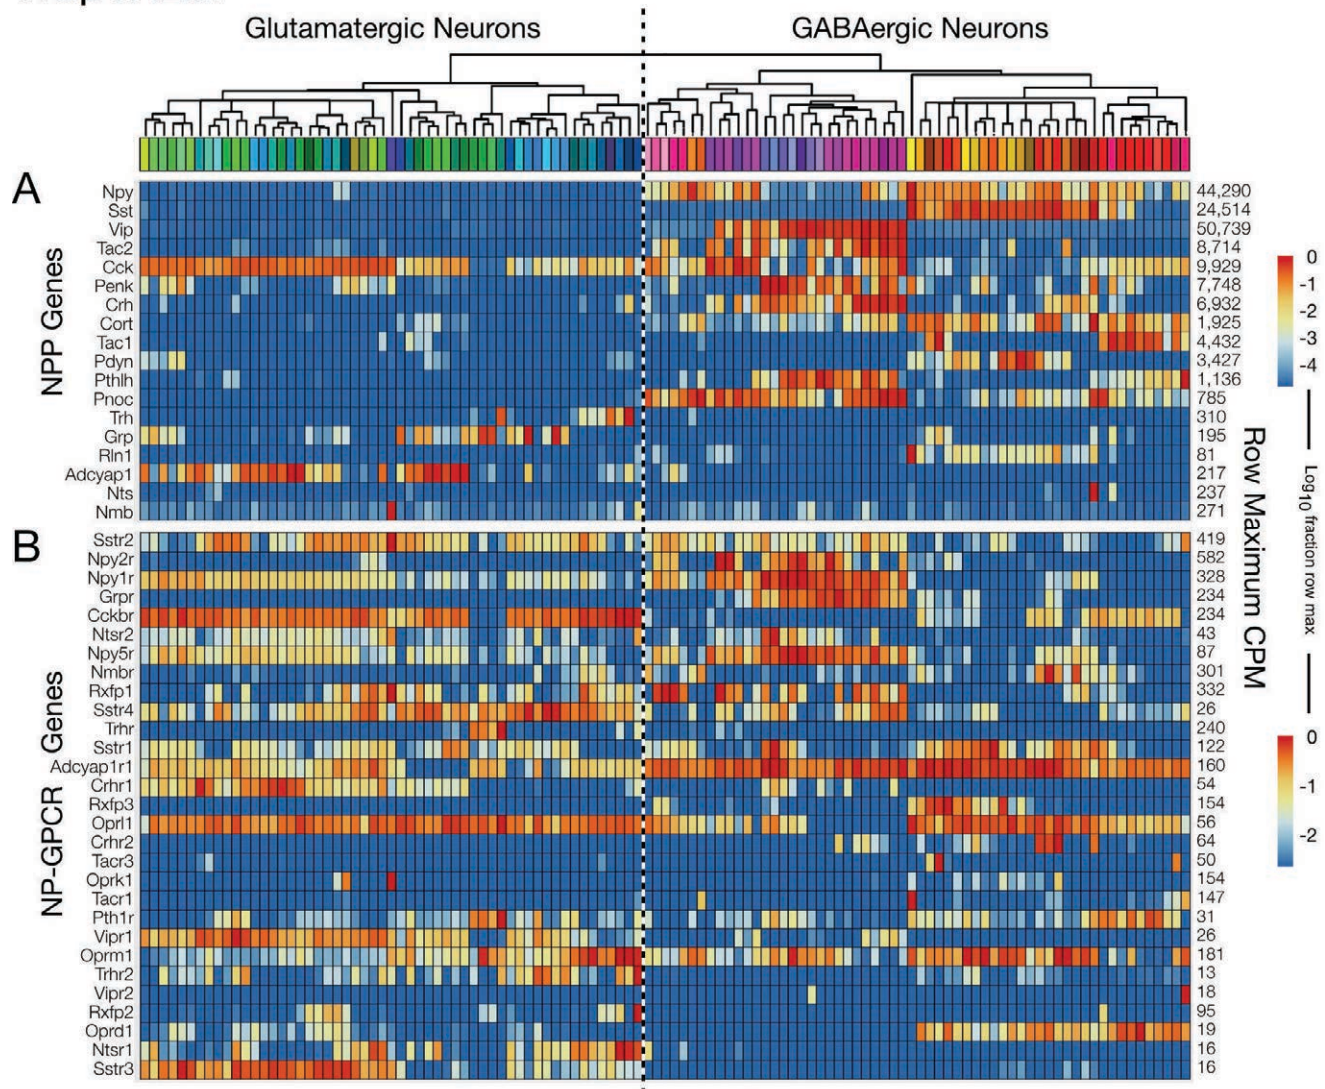 Glutamatergic Neurons
GABAergic Neurons
A
NPP Genes
Npy 44,290
Sst 24,514
Vip 50,739
Tac2 8,714
Cck 9,929
Penk 7,748
Crh 6,932
Cort 1,925
Tac1 4,432
Pdyn 3,427
Pthlh 1,136
Pnoc 785
Trh 310
Grp 195
Rln1 81
Adcyap1 217
Nts 237
Nmb 271
B
NP-GPCR Genes
Sstr2 419
Npy2r 582
Npy1r 328
Grpr 234
Cckbr 234
Ntsr2 43
Npy5r 87
Nmbr 301
Rxfp1 332
Sstr4 26
Trhr 240
Sstr1 122
Adcyap1r1 160
Crhr1 54
Rxfp3 154
Oprl1 56
Crhr2 64
Tacr3 50
Oprk1 154
Tacr1 147
Pth1r 31
Vipr1 26
Oprm1 181
Trhr2 13
Vipr2 18
Rxfp2 95
Oprd1 19
Ntsr1 16
Sstr3 16
Row Maximum CPM
0
-1
-2
-3
-4
Log10 fraction row max
0
-1
-2